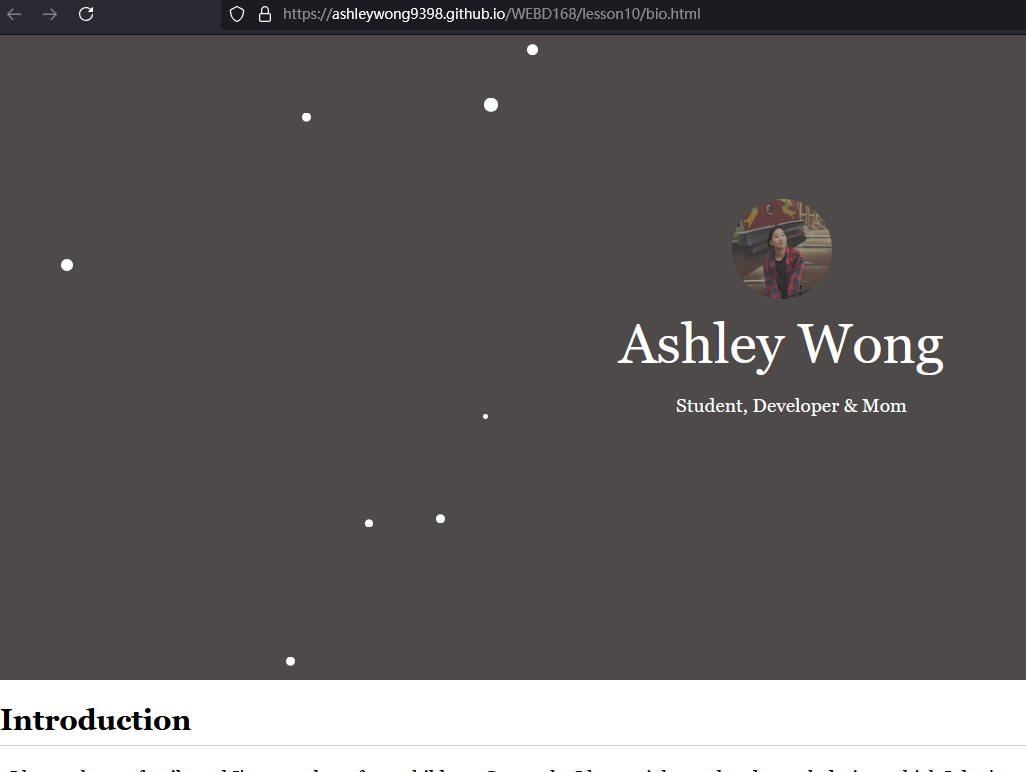 https://ashleywong9398.github.io/WEBD168/lesson10/bio.html
Ashley Wong
Student, Developer & Mom
Introduction